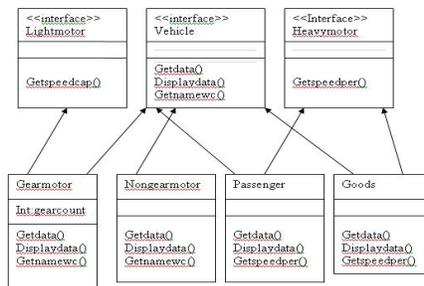 <<interface>>
Lightmotor
Getspeedcap()
<<interface>>
Vehicle
Getdata()
Displaydata()
Getnamewc()
<<Interface>>
Heavymotor
Getspeedper()
Gearmotor
Int:gearcount
Getdata()
Displaydata()
Getnamewc()
Nongearmotor
Getdata()
Displaydata()
Getnamewc()
Passenger
Getdata()
Displaydata()
Getspeedper()
Goods
Getdata()
Displaydata()
Getspeedper()